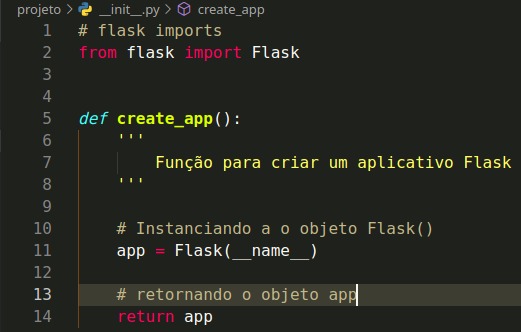 projeto > __init__.py > create_app
1 # flask imports
2 from flask import Flask
3
4
5 def create_app():
6 '''
7 Função para criar um aplicativo Flask
8 '''
9
10 # Instanciando a o objeto Flask()
11 app = Flask(__name__)
12
13 # retornando o objeto app
14 return app